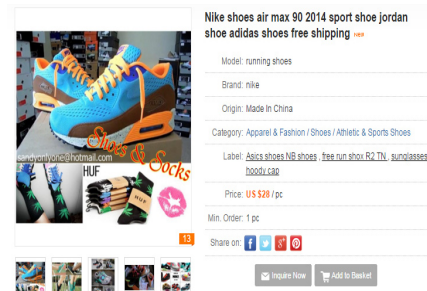 Nike shoes air max 90 2014 sport shoe jordan
shoe adidas shoes free shipping NEW
Model: running shoes
Brand: nike
Origin: Made In China
Category: Apparel & Fashion / Shoes / Athletic & Sports Shoes
Label: Asics shoes NB shoes , free run shox R2 TN , sunglasses
hoody cap
Price: US $28 / pc
Min. Order: 1 pc
Share on:
Inquire Now
Add to Basket
sandyonlyone@hotmail.com
Shoes & Socks
HUF
HUF
13